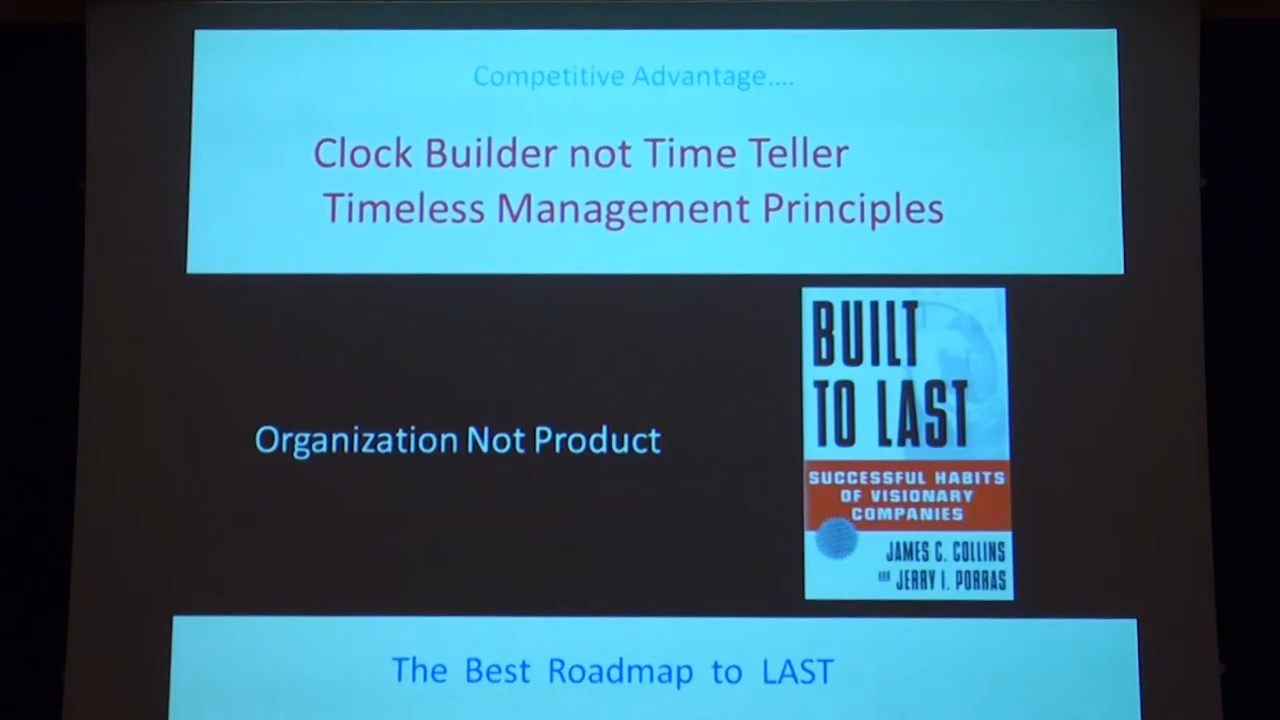 Competitive Advantage....
Clock Builder not Time Teller
Timeless Management Principles
Organization Not Product
BUILT
TO LAST
SUCCESSFUL HABITS
OF VISIONARY
COMPANIES
JAMES C. COLLINS
AND JERRY I. PORRAS
The Best Roadmap to LAST